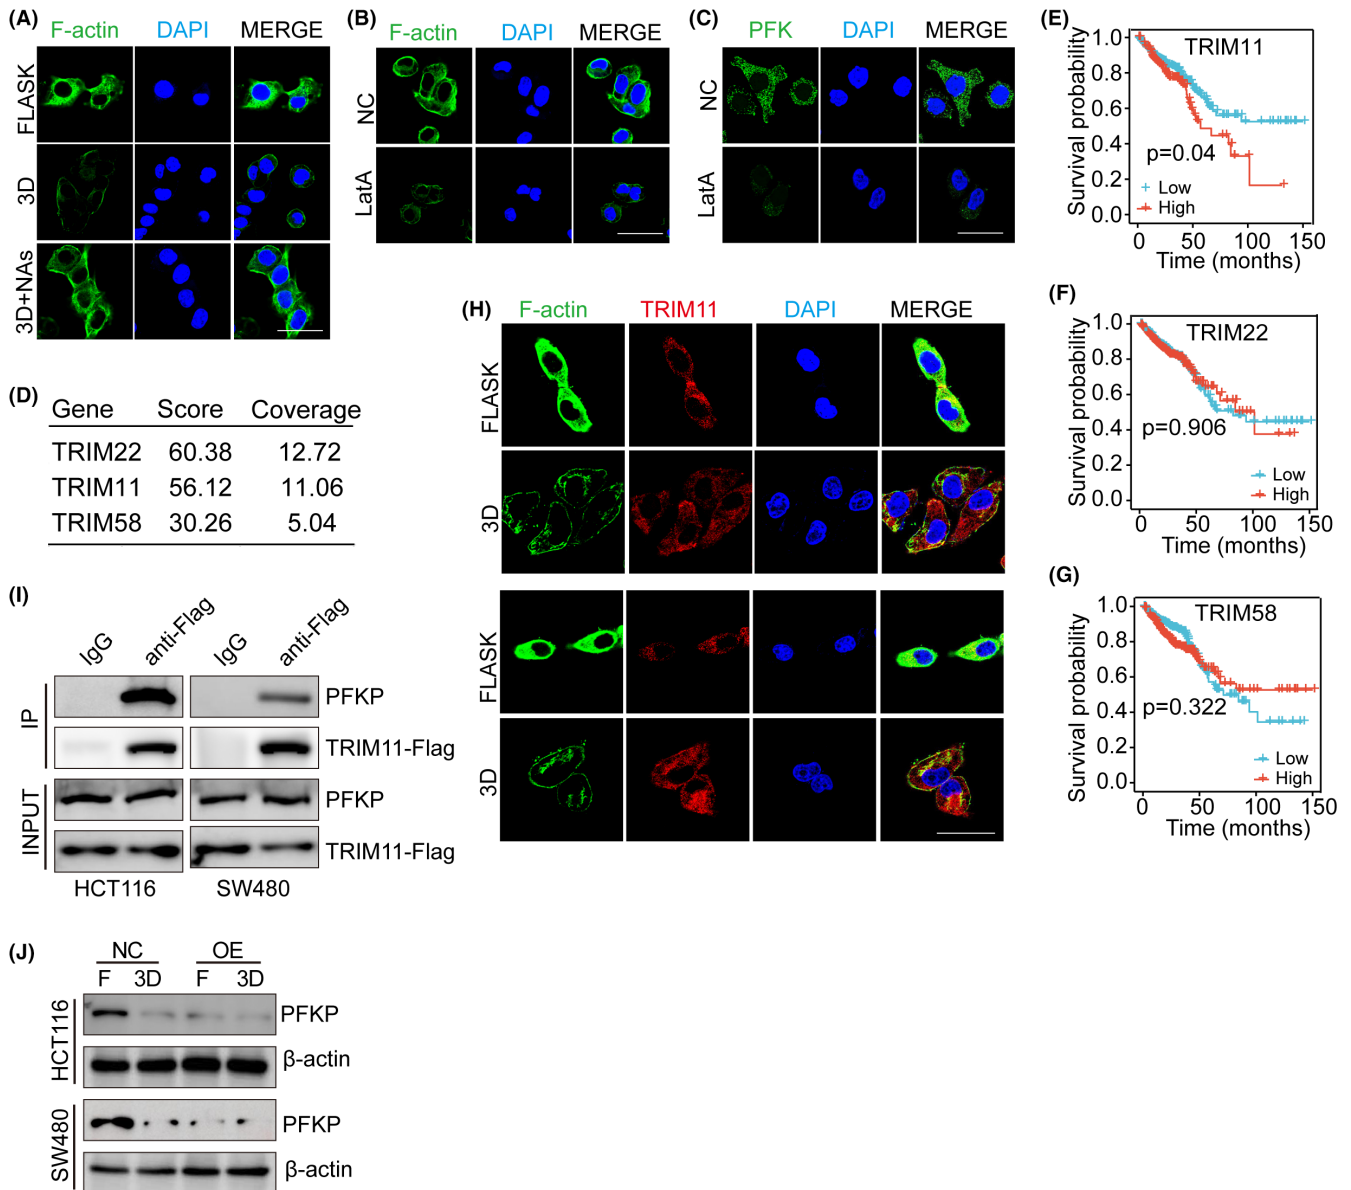 (A)
F-actin DAPI MERGE
FLASK
3D
3D+NAs
(B)
F-actin DAPI MERGE
NC
LatA
(C)
PFK DAPI MERGE
NC
LatA
(D)
Gene Score Coverage
TRIM22 60.38 12.72
TRIM11 56.12 11.06
TRIM58 30.26 5.04
(E)
TRIM11
Survival probability
1.0
0.8
0.6
0.4
0.2
0.0
p=0.04
Low
High
0 50 100 150
Time (months)
(F)
TRIM22
Survival probability
1.0
0.8
0.6
0.4
0.2
0.0
p=0.906
Low
High
0 50 100 150
Time (months)
(G)
TRIM58
Survival probability
1.0
0.8
0.6
0.4
0.2
0.0
p=0.322
Low
High
0 50 100 150
Time (months)
(H)
F-actin TRIM11 DAPI MERGE
FLASK
3D
FLASK
3D
(I)
IgG anti-Flag IgG anti-Flag
IP
PFKP
TRIM11-Flag
INPUT
PFKP
TRIM11-Flag
HCT116 SW480
(J)
NC OE
F 3D F 3D
HCT116
PFKP
β-actin
SW480
PFKP
β-actin